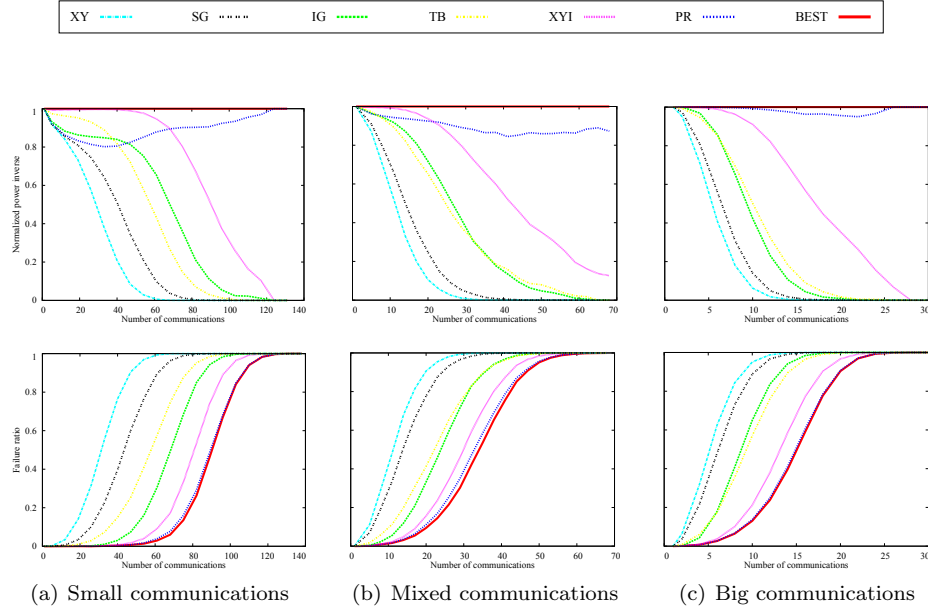 XY SG IG TB XYI PR BEST
Normalized power inverse
1
0.8
0.6
0.4
0.2
0
0 20 40 60 80 100 120 140
Number of communications
0 10 20 30 40 50 60 70
Number of communications
0 5 10 15 20 25 30
Number of communications
Failure ratio
1
0.8
0.6
0.4
0.2
0
0 20 40 60 80 100 120 140
Number of communications
0 10 20 30 40 50 60 70
Number of communications
0 5 10 15 20 25 30
Number of communications
(a) Small communications
(b) Mixed communications
(c) Big communications